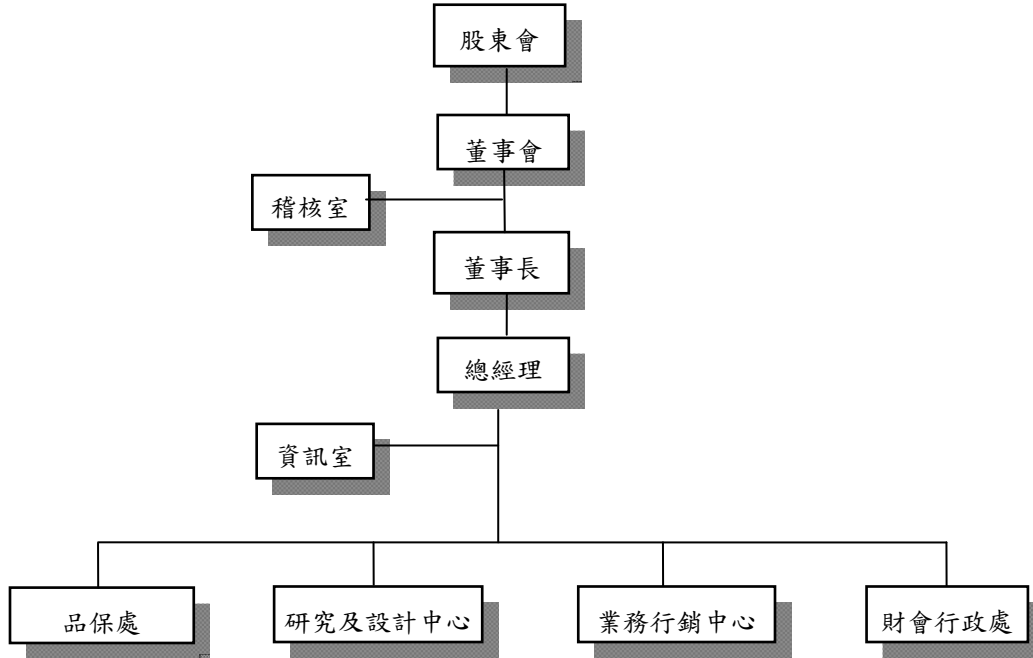 股東會
董事會
稽核室
董事長
總經理
資訊室
品保處
研究及設計中心
業務行銷中心
財會行政處